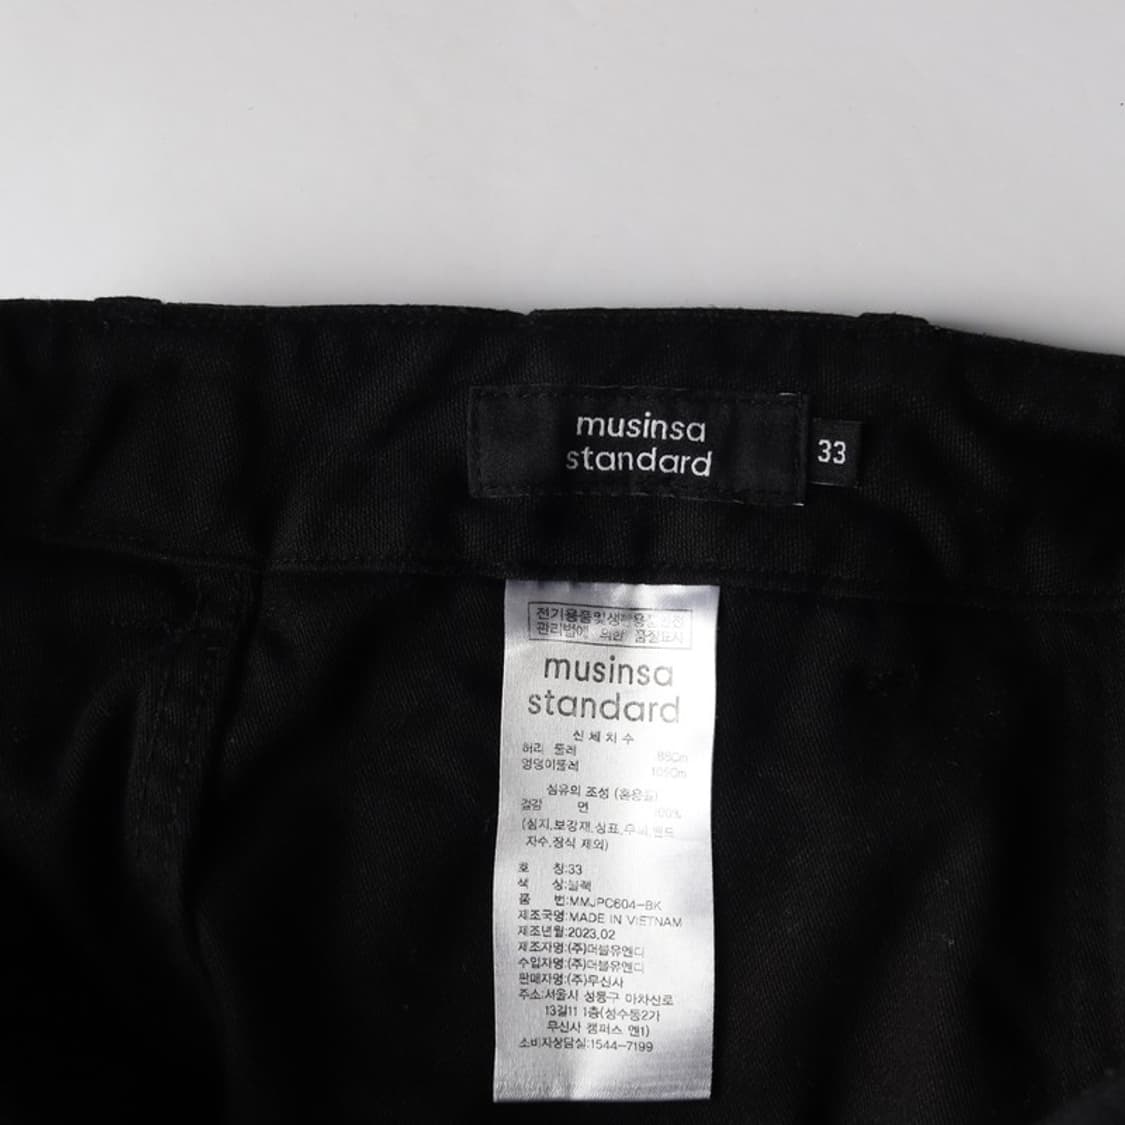 musinsa
standard
33
전기용품및생활용품안전
관리법에 의한 품질표시
musinsa
standard
신체치수
허리 둘레
엉덩이둘레 105Cm
섬유의 조성 (혼용율)
겉감 면 100%
(심지,보강재,상표,무늬,밴드
자수,장식 제외)
호 칭:33
색 상:블랙
품 번:MMJPC604-BK
제조국명:MADE IN VIETNAM
제조년월:2023.02
제조자명:(주)더블유엔디
수입자명:(주)더블유엔디
판매자명:(주)무신사
주소:서울시 성동구 아차산로
13길11 1층(성수동2가
무신사 캠퍼스 엔1)
소비자상담실:1544-7199